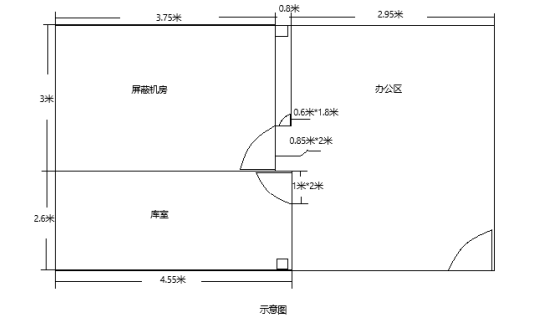 0.8米
3.75米
2.95米
屏蔽机房
办公区
3米
0.6米*1.8米
0.85米*2米
1米*2米
2.6米
库室
4.55米
示意图